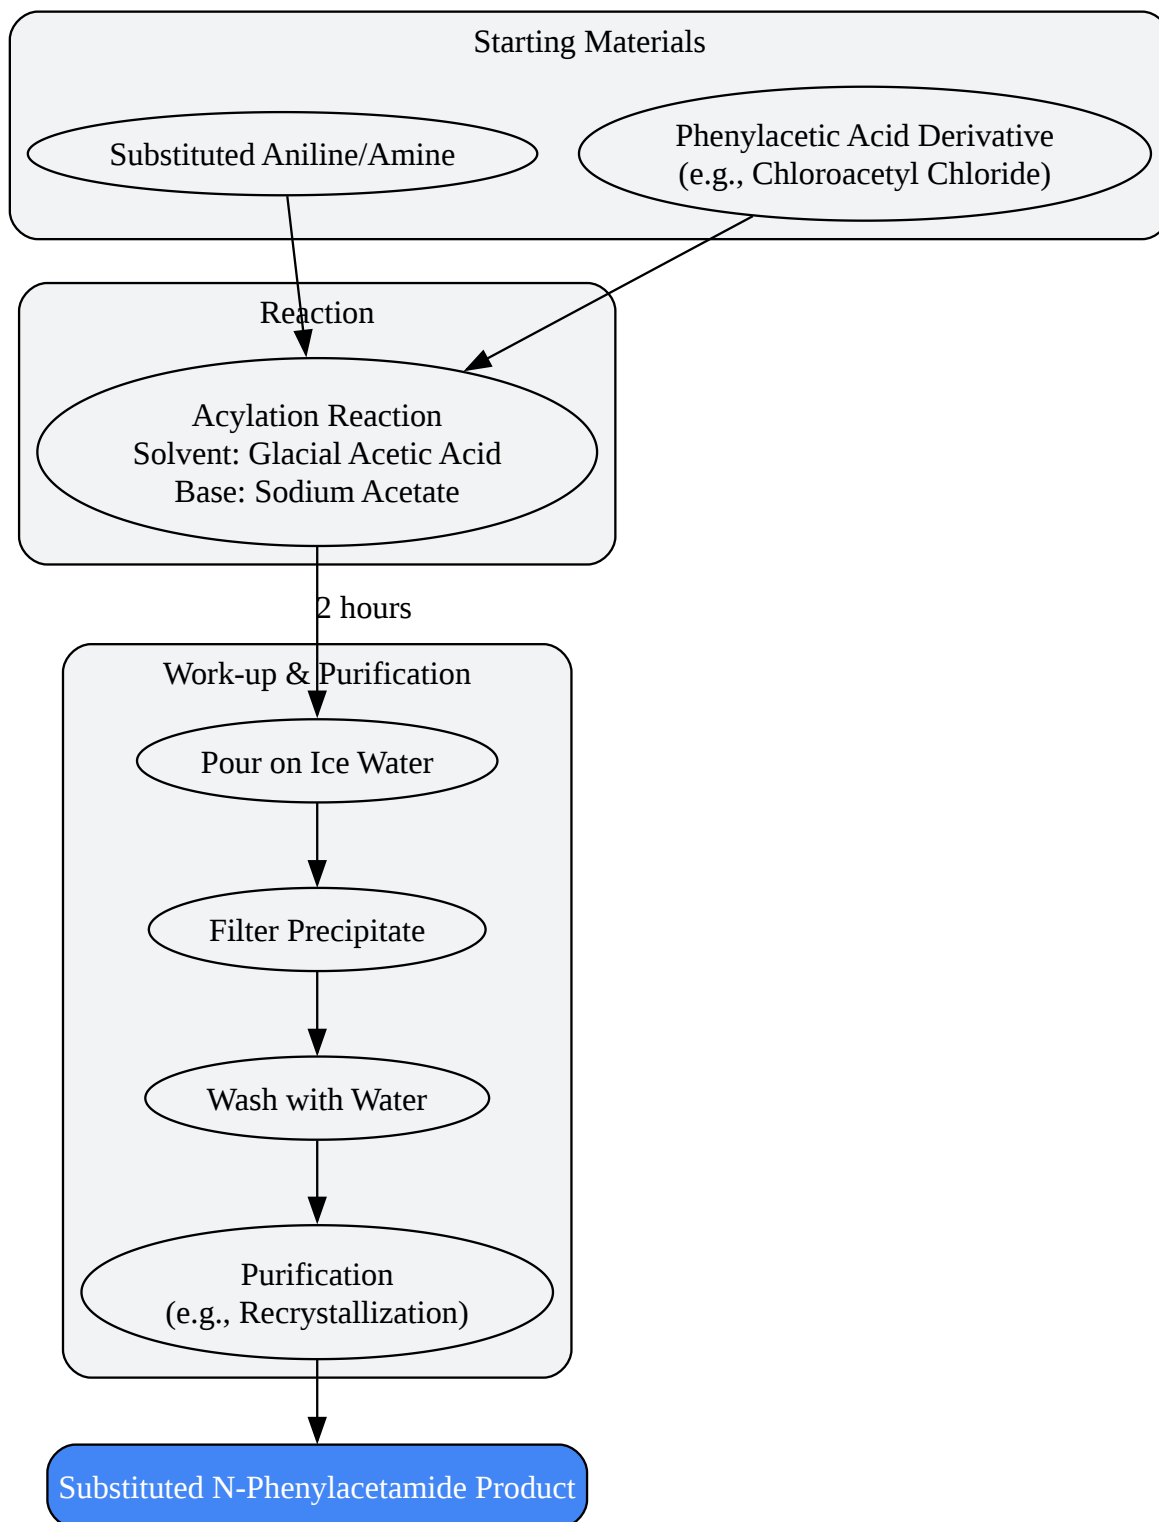 Starting Materials
Substituted Aniline/Amine
Phenylacetic Acid Derivative
(e.g., Chloroacetyl Chloride)
Reaction
Acylation Reaction
Solvent: Glacial Acetic Acid
Base: Sodium Acetate
2 hours
Work-up & Purification
Pour on Ice Water
Filter Precipitate
Wash with Water
Purification
(e.g., Recrystallization)
Substituted N-Phenylacetamide Product